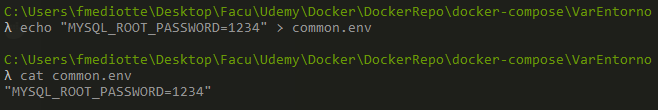 C:\Users\fmediotte\Desktop\Facu\Udemy\Docker\DockerRepo\docker-compose\VarEntorno
λ echo "MYSQL_ROOT_PASSWORD=1234" > common.env
C:\Users\fmediotte\Desktop\Facu\Udemy\Docker\DockerRepo\docker-compose\VarEntorno
λ cat common.env
"MYSQL_ROOT_PASSWORD=1234"